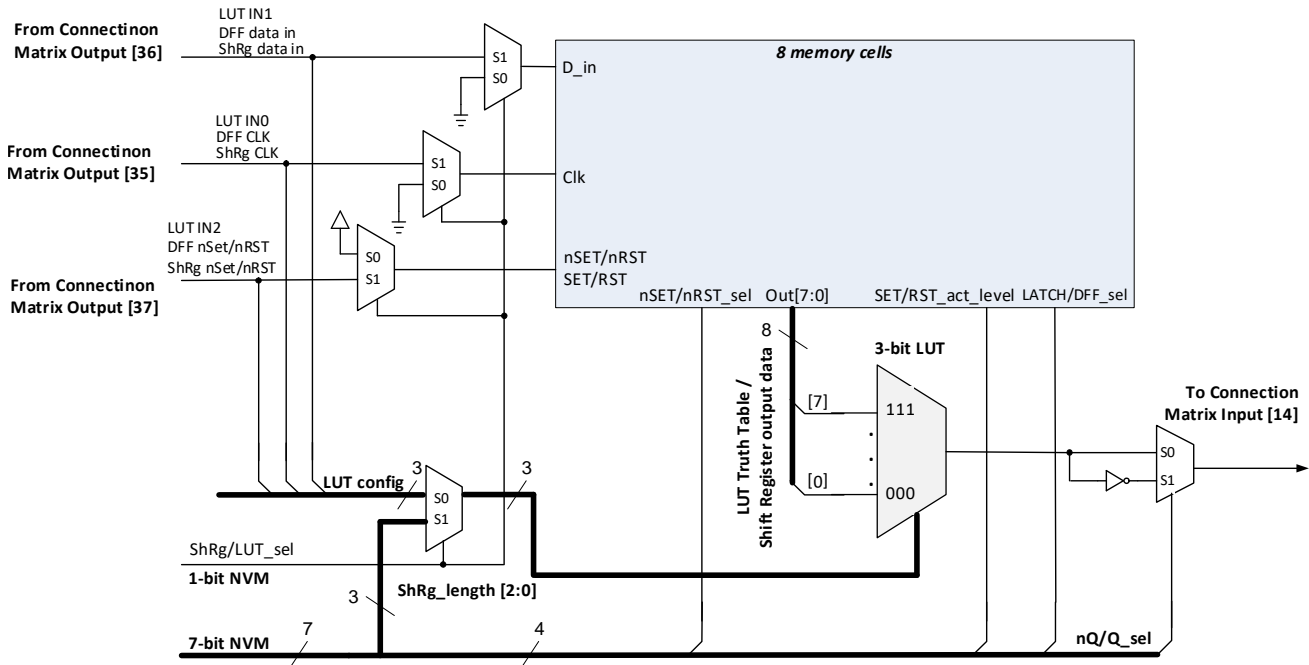 From Connectinon
Matrix Output [36]
LUT IN1
DFF data in
ShRg data in
S1
S0
8 memory cells
D_in
From Connectinon
Matrix Output [35]
LUT IN0
DFF CLK
ShRg CLK
S1
S0
Clk
LUT IN2
DFF nSet/nRST
ShRg nSet/nRST
From Connectinon
Matrix Output [37]
S0
S1
nSET/nRST
SET/RST
nSET/nRST_sel
Out[7:0]
SET/RST_act_level
LATCH/DFF_sel
8
3-bit LUT
LUT Truth Table /
Shift Register output data
[7]
111
[0]
000
To Connection
Matrix Input [14]
S0
S1
LUT config
3
3
S0
S1
ShRg/LUT_sel
1-bit NVM
ShRg_length [2:0]
3
7-bit NVM
7
4
nQ/Q_sel